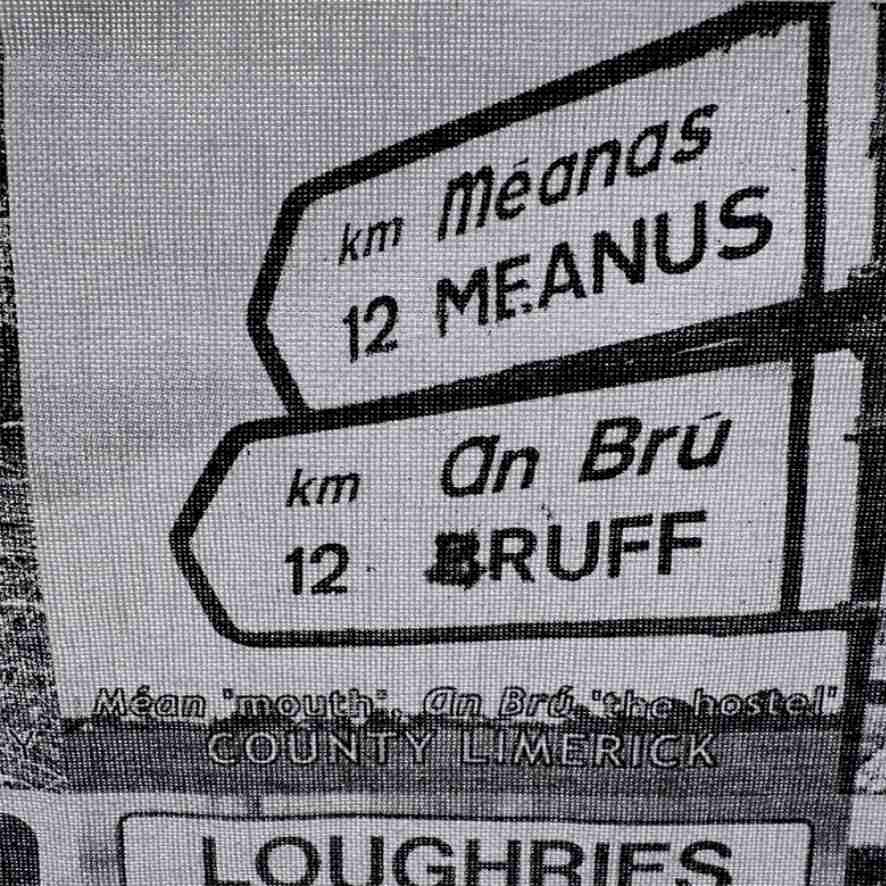 km Méanas
12 MEANUS
km An Brú
12 BRUFF
Méan "mouth", An Brú "the hostel"
COUNTY LIMERICK
LOUGHRIES